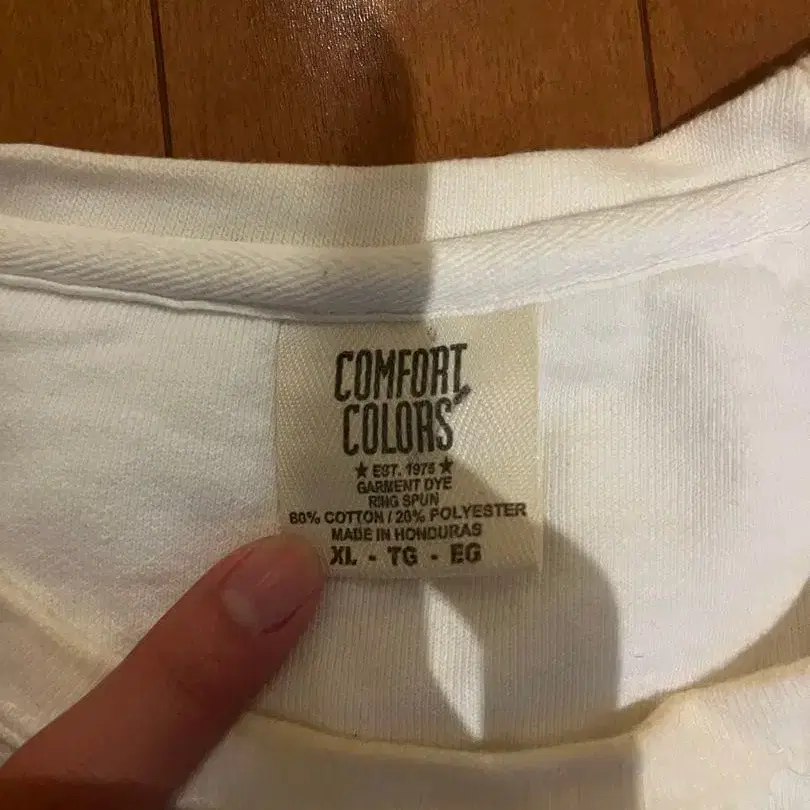 COMFORT
COLORS
★ EST. 1975 ★
GARMENT DYE
RING SPUN
80% COTTON / 20% POLYESTER
MADE IN HONDURAS
XL - TG - EG